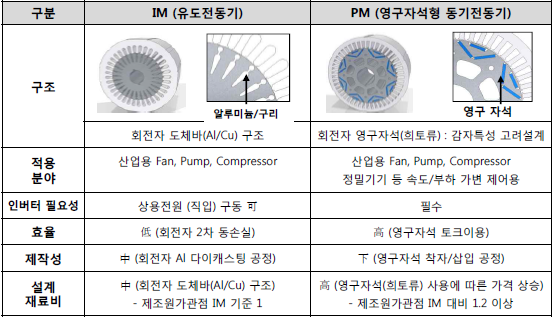 구분 IM (유도전동기) PM (영구자석형 동기전동기)
구조
알루미늄/구리
영구 자석
회전자 도체바(Al/Cu) 구조 회전자 영구자석(희토류) : 감자특성 고려설계
적용 분야 산업용 Fan, Pump, Compressor 산업용 Fan, Pump, Compressor
정밀기기 등 속도/부하 가변 제어용
인버터 필요성 상용전원 (직입) 구동 可 필수
효율 低 (회전자 2차 동손실) 高 (영구자석 토크이용)
제작성 中 (회전자 Al 다이캐스팅 공정) 下 (영구자석 착자/삽입 공정)
설계 재료비 中 (회전자 도체바(Al/Cu) 구조) 高 (영구자석(희토류) 사용에 따른 가격 상승)
- 제조원가관점 IM 기준 1 - 제조원가관점 IM 대비 1.2 이상